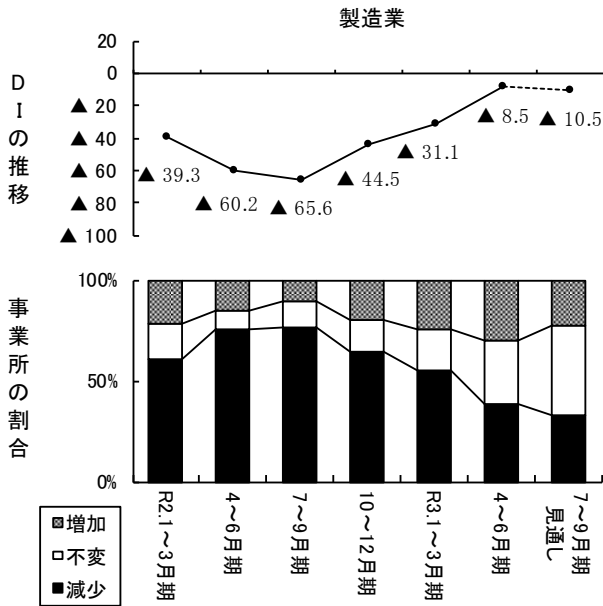 製造業
DIの推移
20
0
▲ 20
▲ 40
▲ 60
▲ 80
▲ 100
▲ 39.3
▲ 60.2
▲ 65.6
▲ 44.5
▲ 31.1
▲ 8.5
▲ 10.5
事業所の割合
100%
50%
0%
R2.1～3月期
4～6月期
7～9月期
10～12月期
R3.1～3月期
4～6月期
7～9月期
見通し
増加
不変
減少